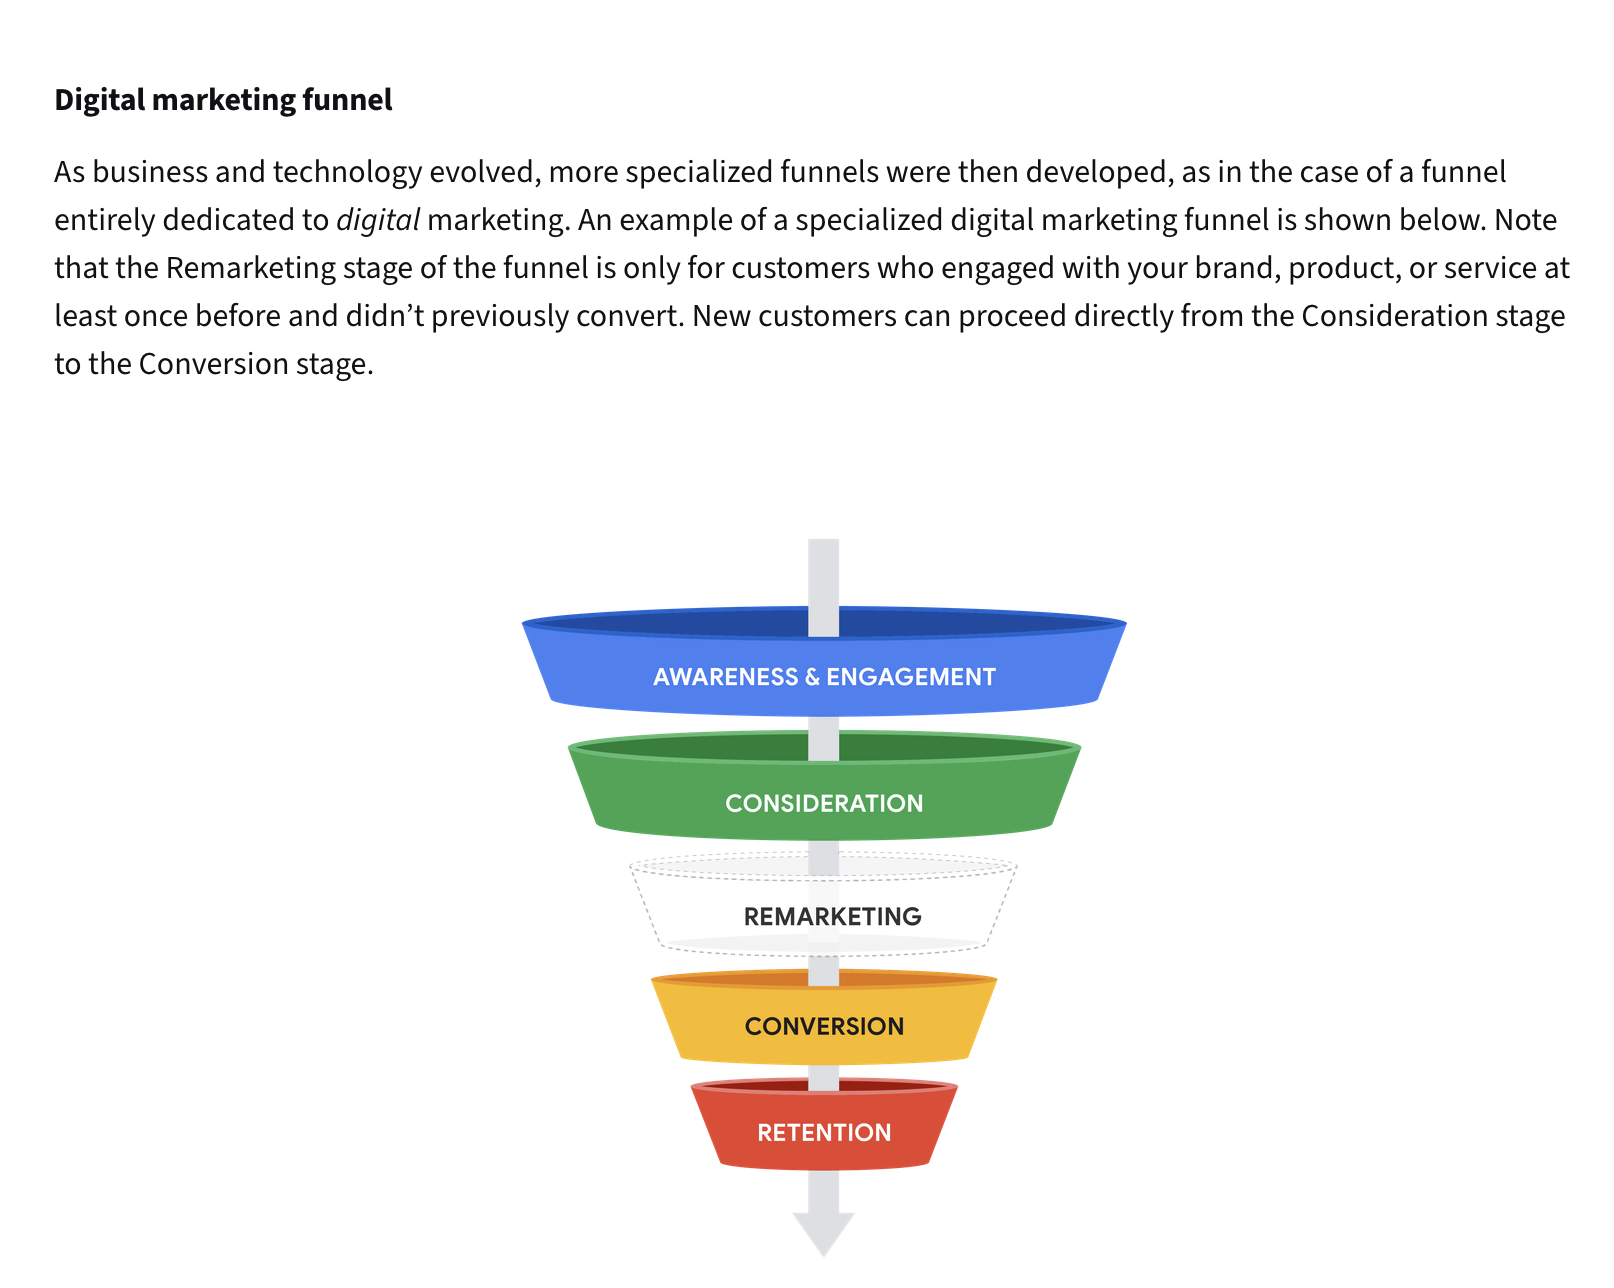 Digital marketing funnel
As business and technology evolved, more specialized funnels were then developed, as in the case of a funnel
entirely dedicated to digital marketing. An example of a specialized digital marketing funnel is shown below. Note
that the Remarketing stage of the funnel is only for customers who engaged with your brand, product, or service at
least once before and didn’t previously convert. New customers can proceed directly from the Consideration stage
to the Conversion stage.
AWARENESS & ENGAGEMENT
CONSIDERATION
REMARKETING
CONVERSION
RETENTION